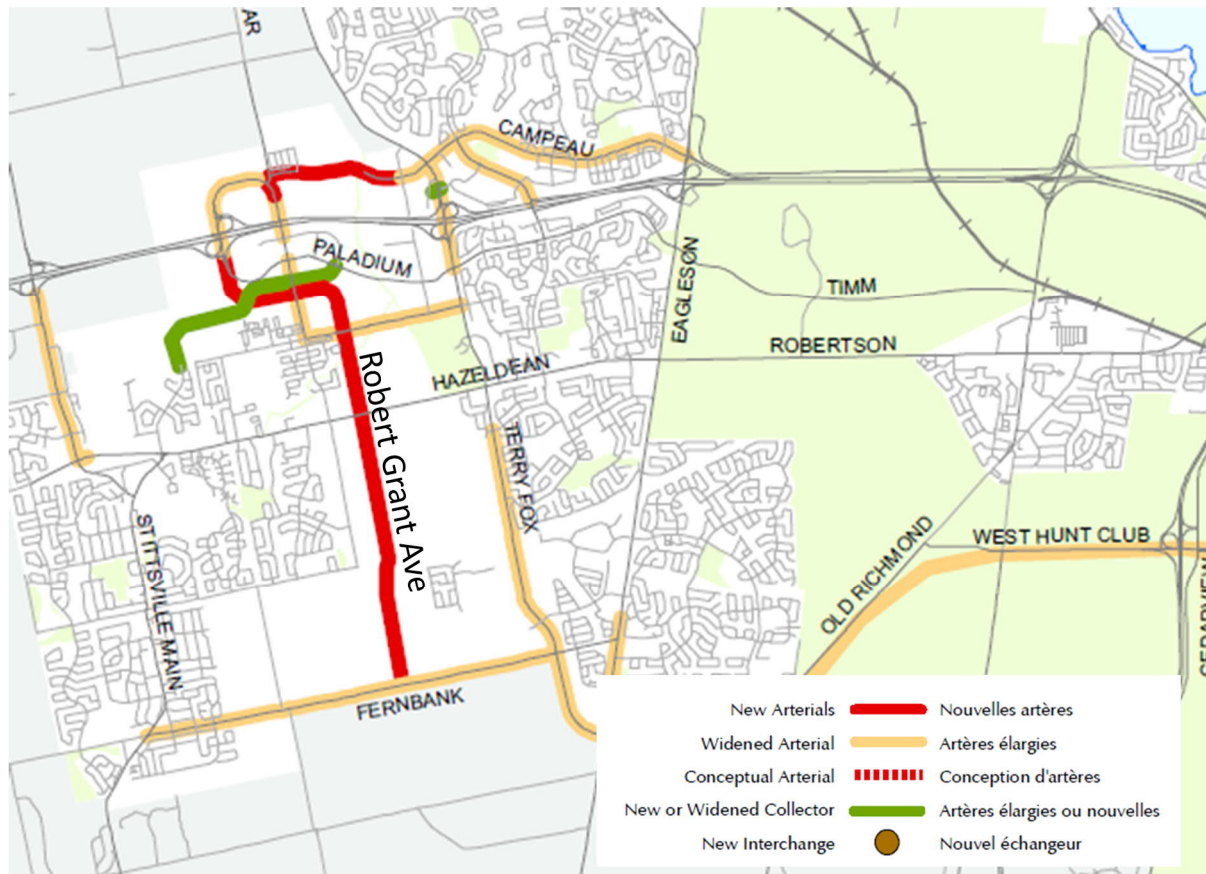 AR
CAMPEAU
PALADIUM
EAGLESON
TIMM
ROBERTSON
HAZELDEAN
Robert Grant Ave
TERRY FOX
STITTSVILLE MAIN
WEST HUNT CLUB
OLD RICHMOND
CEDARVIEW
FERNBANK
New Arterials Nouvelles artères
Widened Arterial Artères élargies
Conceptual Arterial Conception d'artères
New or Widened Collector Artères élargies ou nouvelles
New Interchange Nouvel échangeur